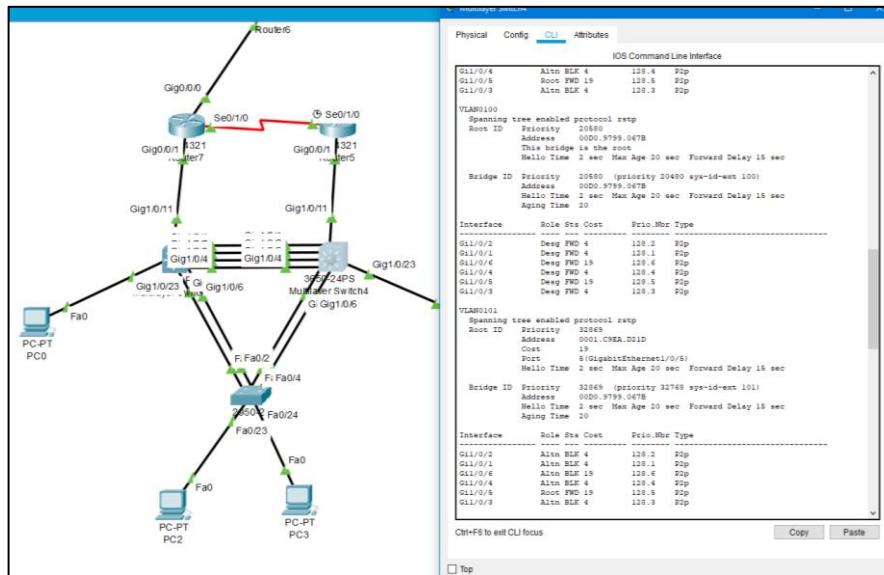 Router6
Gig0/0/0
Se0/1/0
Se0/1/0
4321
Gig0/0/1
Router7
Gig0/0/1
4321
Router5
Gig1/0/11
Gig1/0/11
Gig1/0/4
Gig1/0/4
Gig1/0/23
3650-24PS
Multilayer Switch4
Gig1/0/23
Gig1/0/6
Gig1/0/6
Fa0
PC-PT
PC0
Fa0/2
Fa0/4
Fa0/24
Fa0/23
Fa0
Fa0
PC-PT
PC2
PC-PT
PC3
Multilayer Switch4
Physical Config CLI Attributes
IOS Command Line Interface
Gi1/0/4 Altn BLK 4 128.4 P2p
Gi1/0/5 Root FWD 19 128.5 P2p
Gi1/0/3 Altn BLK 4 128.3 P2p
VLAN0100
Spanning tree enabled protocol rstp
Root ID Priority 20580
Address 00D0.9799.067B
This bridge is the root
Hello Time 2 sec Max Age 20 sec Forward Delay 15 sec
Bridge ID Priority 20580 (priority 20480 sys-id-ext 100)
Address 00D0.9799.067B
Hello Time 2 sec Max Age 20 sec Forward Delay 15 sec
Aging Time 20
Interface Role Sts Cost Prio.Nbr Type
Gi1/0/2 Desg FWD 4 128.2 P2p
Gi1/0/1 Desg FWD 4 128.1 P2p
Gi1/0/6 Desg FWD 19 128.6 P2p
Gi1/0/4 Desg FWD 4 128.4 P2p
Gi1/0/5 Desg FWD 19 128.5 P2p
Gi1/0/3 Desg FWD 4 128.3 P2p
VLAN0101
Spanning tree enabled protocol rstp
Root ID Priority 32869
Address 0001.C9EA.D21D
Cost 19
Port 5(GigabitEthernet1/0/5)
Hello Time 2 sec Max Age 20 sec Forward Delay 15 sec
Bridge ID Priority 32869 (priority 32768 sys-id-ext 101)
Address 00D0.9799.067B
Hello Time 2 sec Max Age 20 sec Forward Delay 15 sec
Aging Time 20
Interface Role Sts Cost Prio.Nbr Type
Gi1/0/2 Altn BLK 4 128.2 P2p
Gi1/0/1 Altn BLK 4 128.1 P2p
Gi1/0/6 Altn BLK 19 128.6 P2p
Gi1/0/4 Altn BLK 4 128.4 P2p
Gi1/0/5 Root FWD 19 128.5 P2p
Gi1/0/3 Altn BLK 4 128.3 P2p
Ctrl+F6 to exit CLI focus
Copy Paste
Top